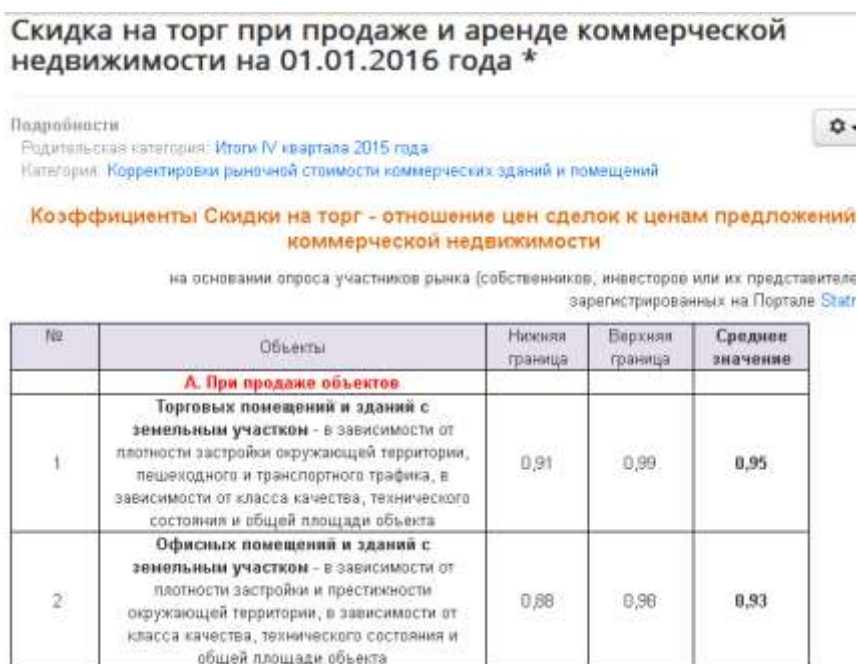 Скидка на торг при продаже и аренде коммерческой
недвижимости на 01.01.2016 года *
Подробности
Родительская категория: Итоги IV квартала 2015 года
Категория: Корректировки рыночной стоимости коммерческих зданий и помещений
Коэффициенты Скидки на торг - отношение цен сделок к ценам предложений
коммерческой недвижимости
на основании опроса участников рынка (собственников, инвесторов или их представителе
зарегистрированных на Портале Statr
№ Объекты Нижняя граница Верхняя граница Среднее значение
А. При продаже объектов
Торговых помещений и зданий с
земельным участком - в зависимости от
плотности застройки окружающей территории,
пешеходного и транспортного трафика, в
зависимости от класса качества, технического
состояния и общей площади объекта
1 0,91 0,99 0,95
Офисных помещений и зданий с
земельным участком - в зависимости от
плотности застройки и престижности
окружающей территории, в зависимости от
класса качества, технического состояния и
общей площади объекта
2 0,88 0,98 0,93